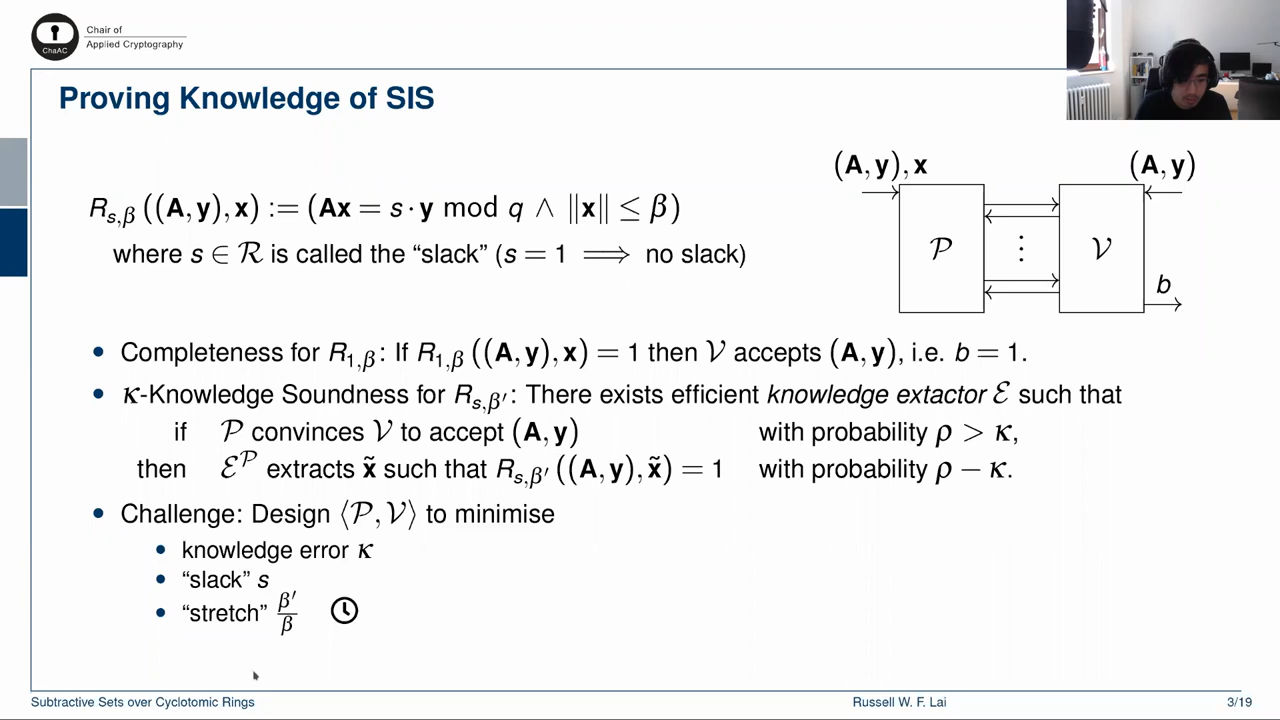 ChaAC
Chair of
Applied Cryptography
Proving Knowledge of SIS
R_{s,β}((𝐀, 𝐲), 𝐱) := (𝐀𝐱 = s · 𝐲 mod q ∧ ‖𝐱‖ ≤ β)
where s ∈ ℛ is called the “slack” (s = 1 ⟹ no slack)
(𝐀, 𝐲), 𝐱
(𝐀, 𝐲)
𝒫
⋮
𝒱
b
• Completeness for R_{1,β}: If R_{1,β}((𝐀, 𝐲), 𝐱) = 1 then 𝒱 accepts (𝐀, 𝐲), i.e. b = 1.
• κ-Knowledge Soundness for R_{s,β′}: There exists efficient knowledge extactor ℰ such that
if 𝒫 convinces 𝒱 to accept (𝐀, 𝐲) with probability ρ > κ,
then ℰ^𝒫 extracts 𝐱̃ such that R_{s,β′}((𝐀, 𝐲), 𝐱̃) = 1 with probability ρ − κ.
• Challenge: Design ⟨𝒫, 𝒱⟩ to minimise
• knowledge error κ
• “slack” s
• “stretch” β′/β
Subtractive Sets over Cyclotomic Rings Russell W. F. Lai 3/19